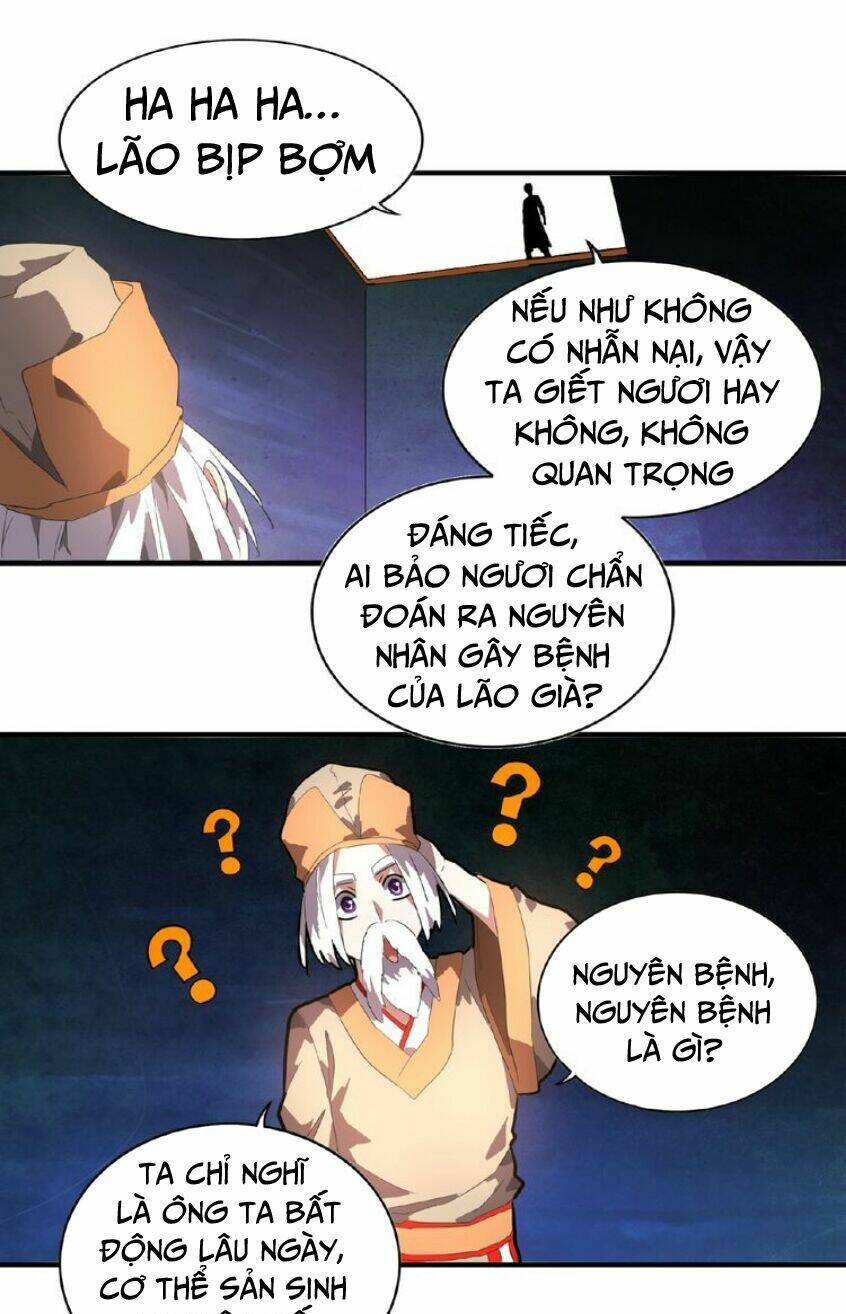 HA HA HA...
LÃO BỊP BỢM
NẾU NHƯ KHÔNG
CÓ NHẪN NẠI, VẬY
TA GIẾT NGƯƠI HAY
KHÔNG, KHÔNG
QUAN TRỌNG
ĐÁNG TIẾC,
AI BẢO NGƯƠI CHẨN
ĐOÁN RA NGUYÊN
NHÂN GÂY BỆNH
CỦA LÃO GIÀ?
?
?
?
?
NGUYÊN BỆNH,
NGUYÊN BỆNH
LÀ GÌ?
TA CHỈ NGHĨ
LÀ ÔNG TA BẤT
ĐỘNG LÂU NGÀY,
CƠ THỂ SẢN SINH